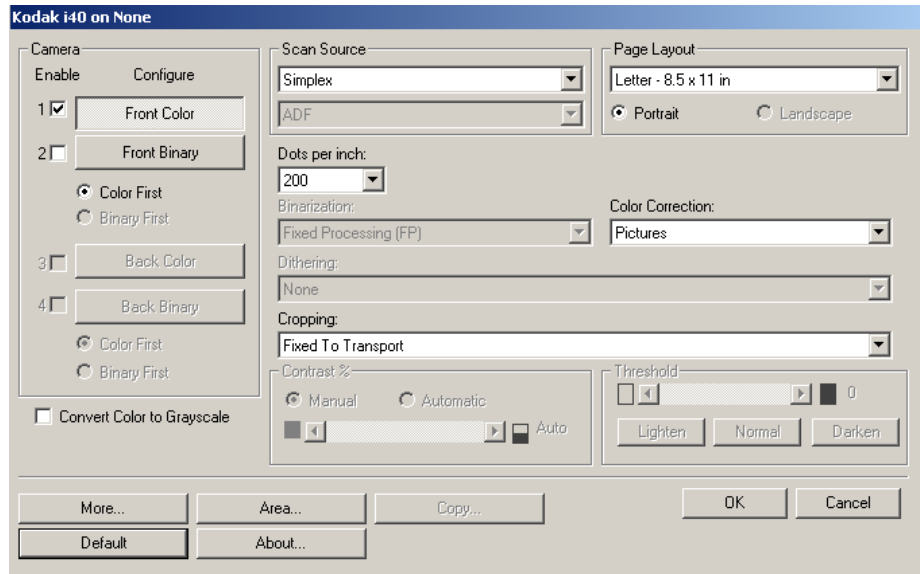 Kodak i40 on None
Camera
Enable Configure
1 Front Color
2 Front Binary
Color First
Binary First
3 Back Color
4 Back Binary
Color First
Binary First
Convert Color to Grayscale
Scan Source
Simplex
ADF
Page Layout
Letter - 8.5 x 11 in
Portrait Landscape
Dots per inch:
200
Binarization:
Fixed Processing (FP)
Color Correction:
Pictures
Dithering:
None
Cropping:
Fixed To Transport
Contrast %
Manual Automatic
Auto
Threshold
0
Lighten Normal Darken
More... Area... Copy... OK Cancel
Default About...